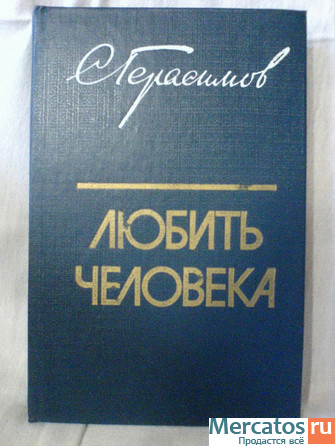 С. Герасимов
ЛЮБИТЬ
ЧЕЛОВЕКА
Mercatos.ru
Продастся всё